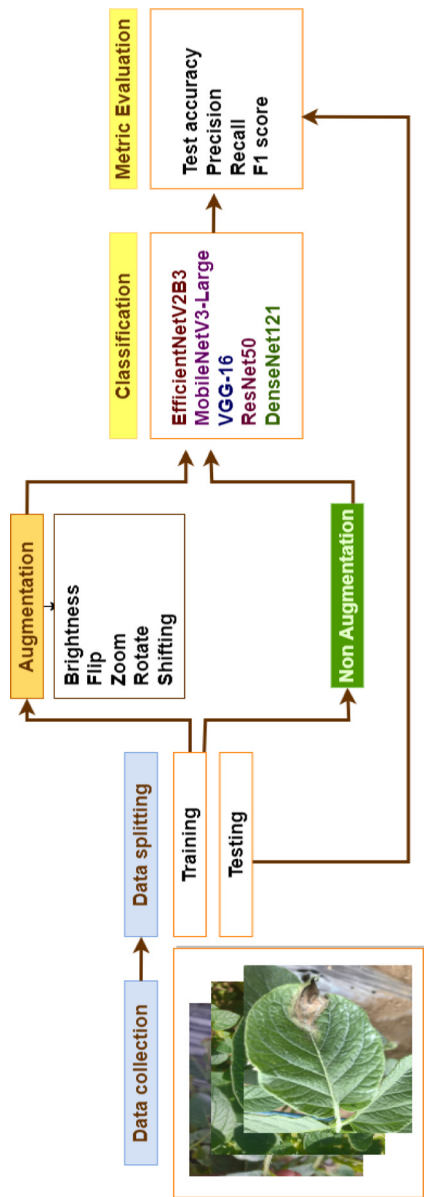 Data collection
Data splitting
Training
Testing
Augmentation
Brightness
Flip
Zoom
Rotate
Shifting
Non Augmentation
Classification
EfficientNetV2B3
MobileNetV3-Large
VGG-16
ResNet50
DenseNet121
Metric Evaluation
Test accuracy
Precision
Recall
F1 score